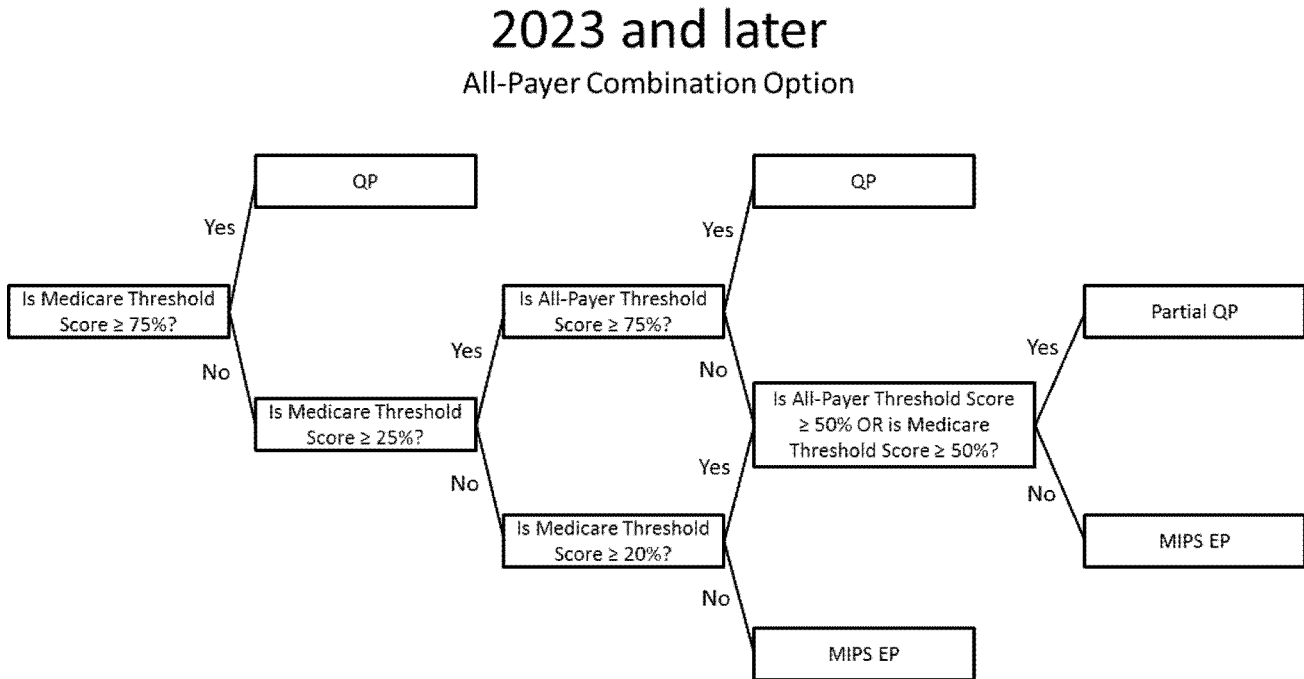 2023 and later
All-Payer Combination Option
QP
QP
Yes
Yes
Is Medicare Threshold
Score ≥ 75%?
Is All-Payer Threshold
Score ≥ 75%?
Partial QP
Yes
Yes
No
No
Is Medicare Threshold
Score ≥ 25%?
Is All-Payer Threshold Score
≥ 50% OR is Medicare
Threshold Score ≥ 50%?
No
Yes
No
Is Medicare Threshold
Score ≥ 20%?
MIPS EP
No
MIPS EP